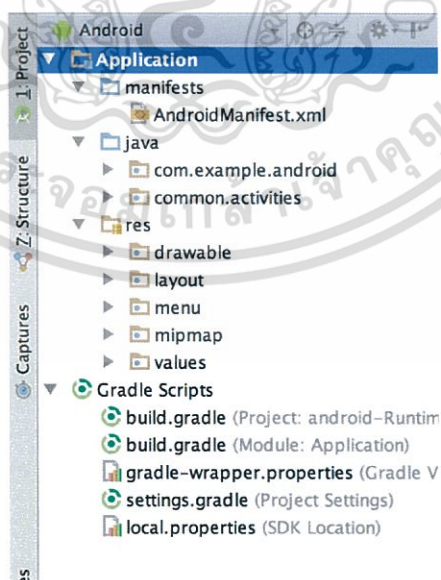 Android
Application
manifests
AndroidManifest.xml
java
com.example.android
common.activities
res
drawable
layout
menu
mipmap
values
Gradle Scripts
build.gradle (Project: android-Runtim
build.gradle (Module: Application)
gradle-wrapper.properties (Gradle V
settings.gradle (Project Settings)
local.properties (SDK Location)
1: Project
Z: Structure
Captures